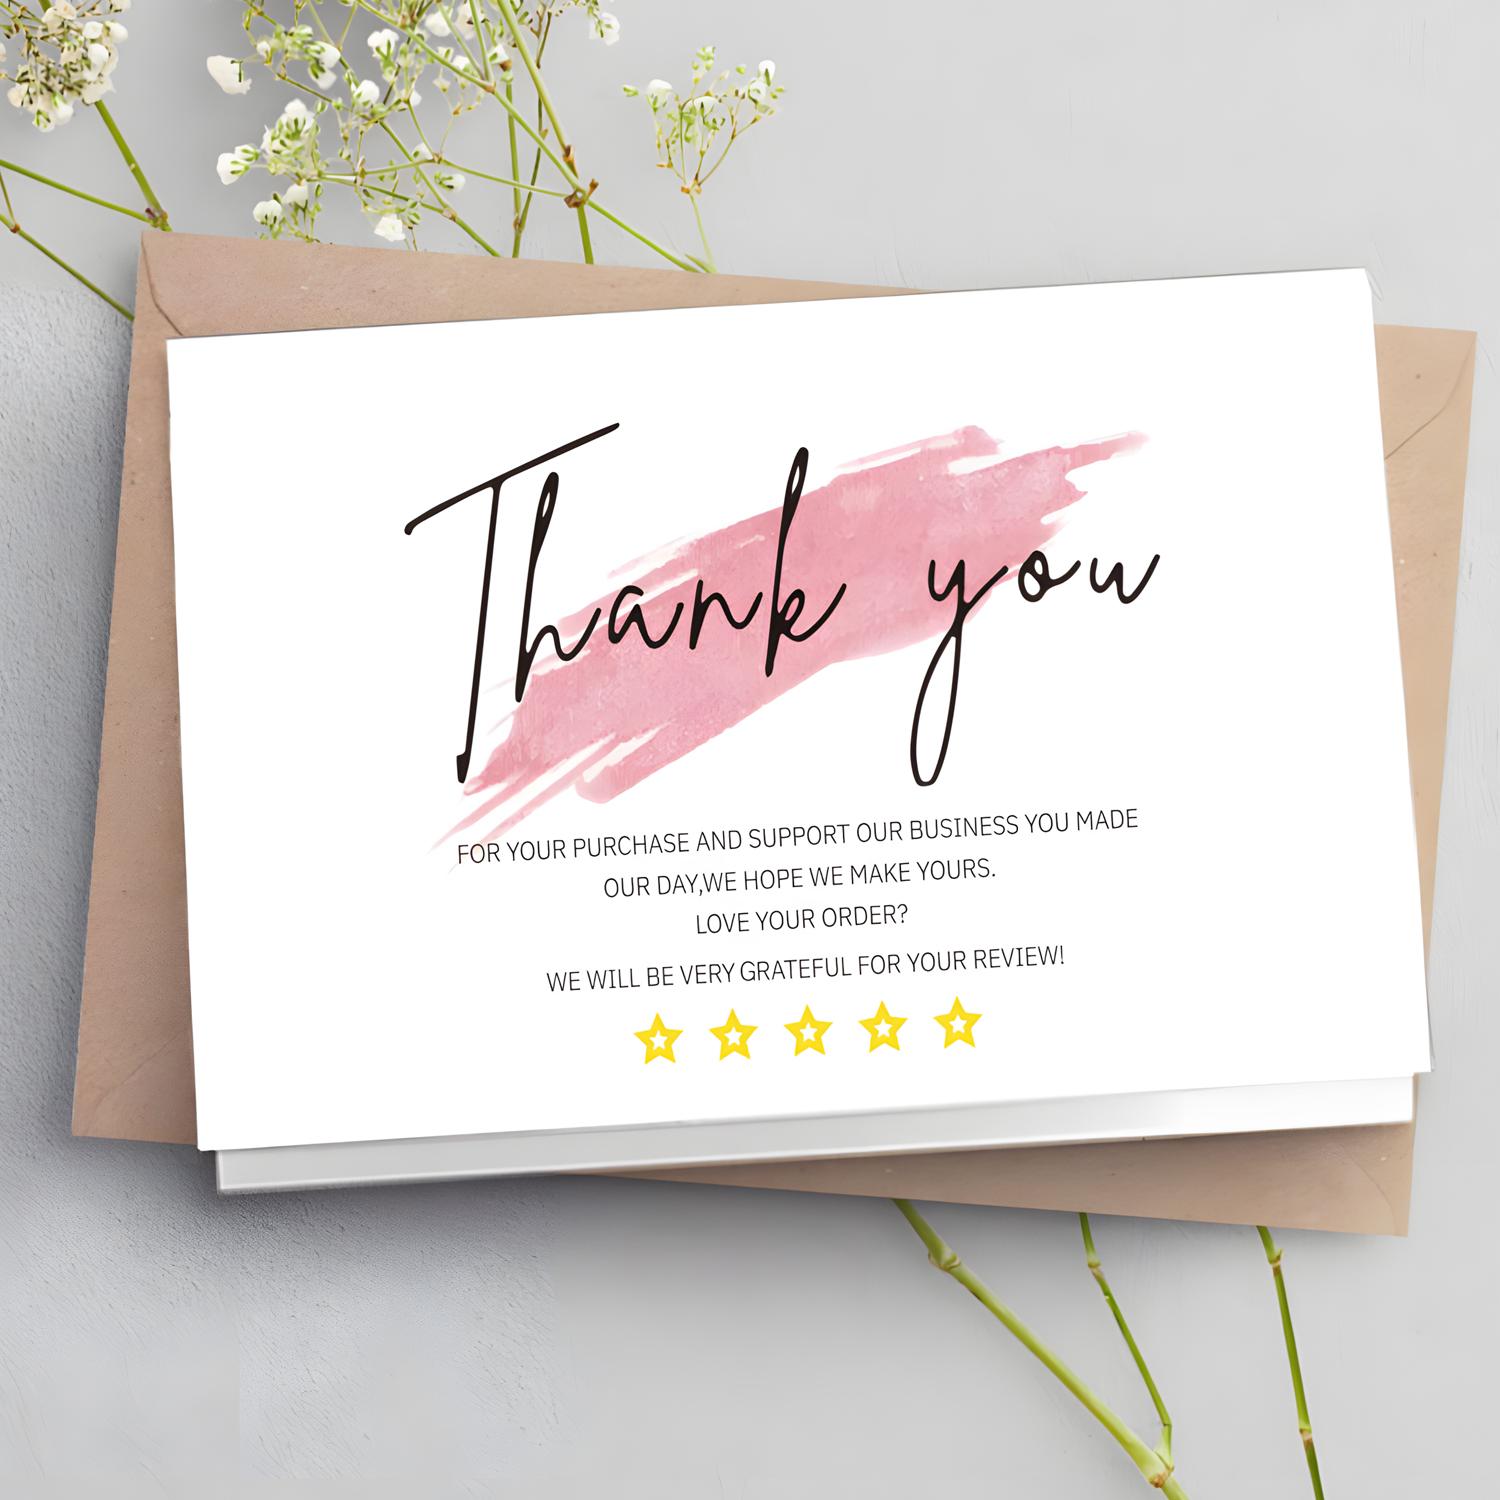 Thank you
FOR YOUR PURCHASE AND SUPPORT OUR BUSINESS YOU MADE
OUR DAY,WE HOPE WE MAKE YOURS.
LOVE YOUR ORDER?
WE WILL BE VERY GRATEFUL FOR YOUR REVIEW!